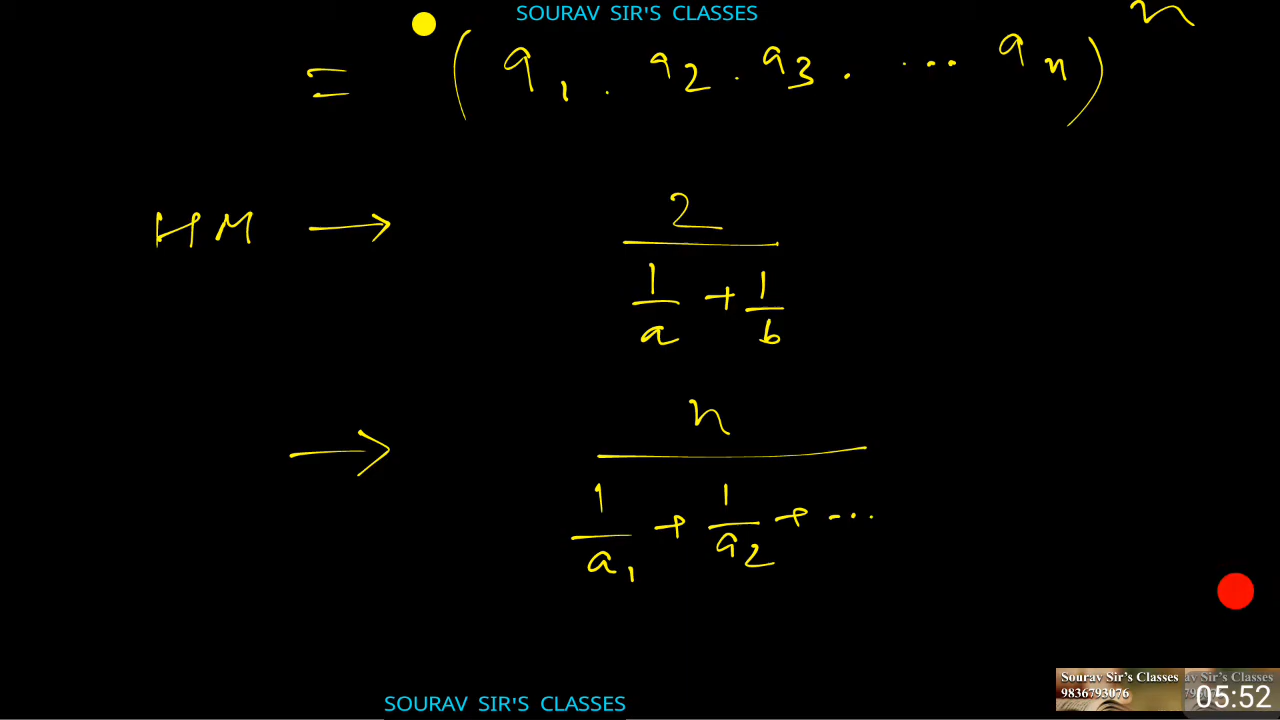 SOURAV SIR'S CLASSES
= (a₁ . a₂ . a₃ . ... aₙ)ⁿ
HM → 2
1/a + 1/b
→ n
1/a₁ + 1/a₂ + ...
Sourav Sir's Classes
9836793076
05:52
SOURAV SIR'S CLASSES